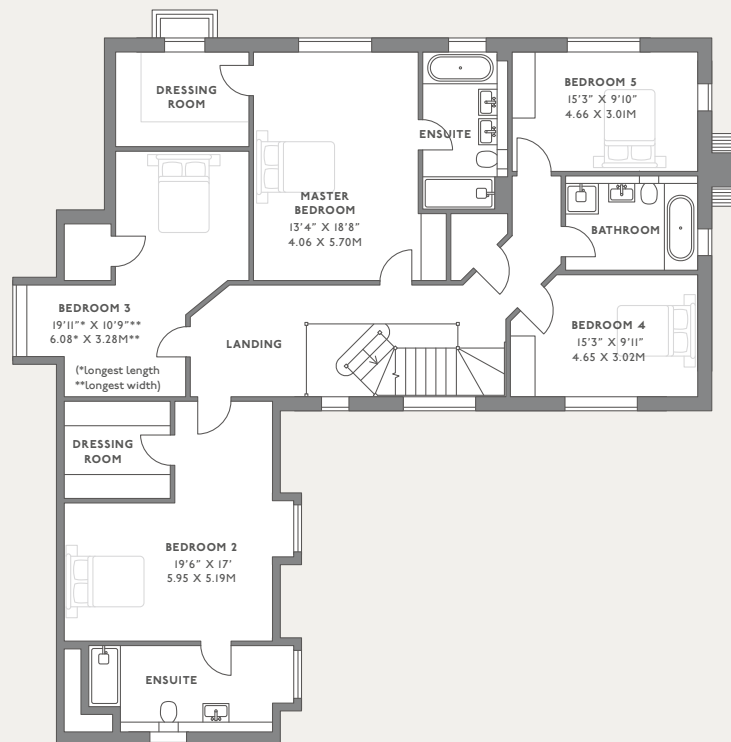 DRESSING
ROOM
MASTER
BEDROOM
13'4" X 18'8"
4.06 X 5.70M
ENSUITE
BEDROOM 5
15'3" X 9'10"
4.66 X 3.01M
BATHROOM
BEDROOM 3
19'11"* X 10'9"**
6.08* X 3.28M**
(*longest length
**longest width)
LANDING
BEDROOM 4
15'3" X 9'11"
4.65 X 3.02M
DRESSING
ROOM
BEDROOM 2
19'6" X 17'
5.95 X 5.19M
ENSUITE